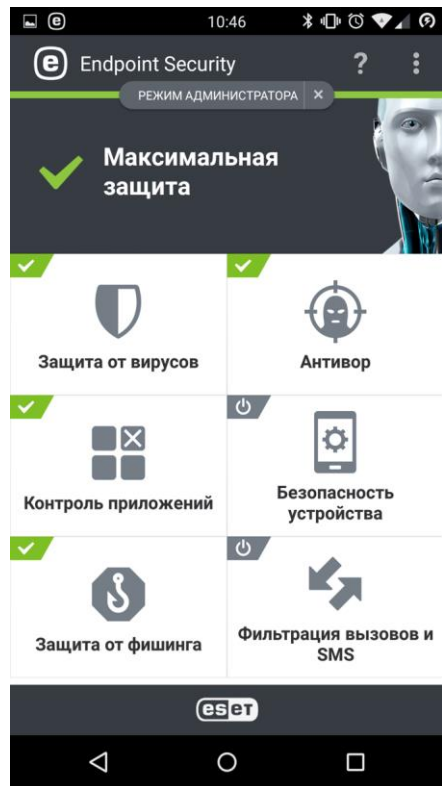 10:46
Endpoint Security
?
РЕЖИМ АДМИНИСТРАТОРА ×
Максимальная
защита
Защита от вирусов
Антивор
Контроль приложений
Безопасность
устройства
Защита от фишинга
Фильтрация вызовов и
SMS
eset